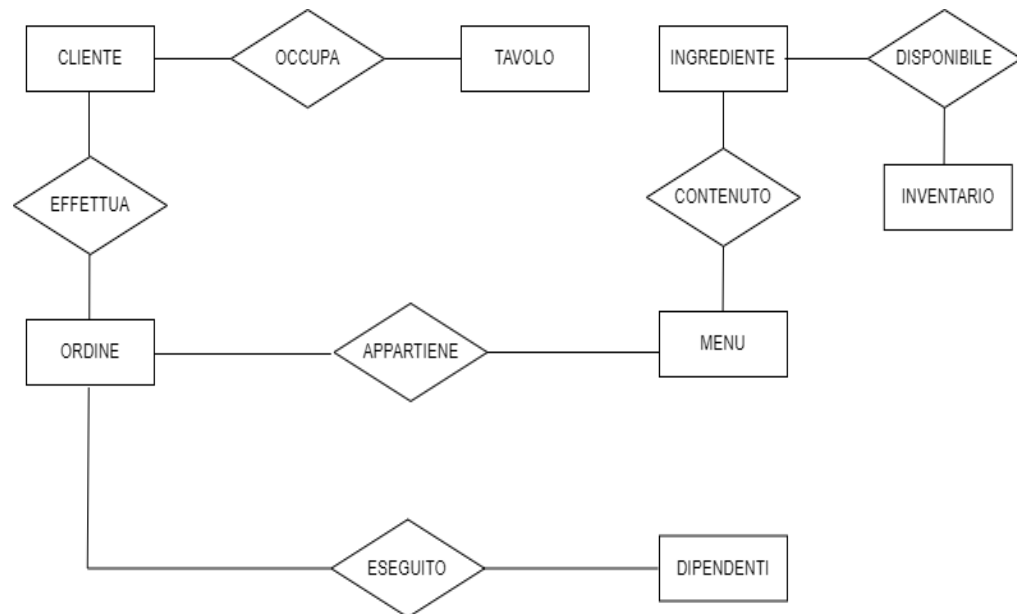 CLIENTE
OCCUPA
TAVOLO
INGREDIENTE
DISPONIBILE
EFFETTUA
CONTENUTO
INVENTARIO
ORDINE
APPARTIENE
MENU
ESEGUITO
DIPENDENTI